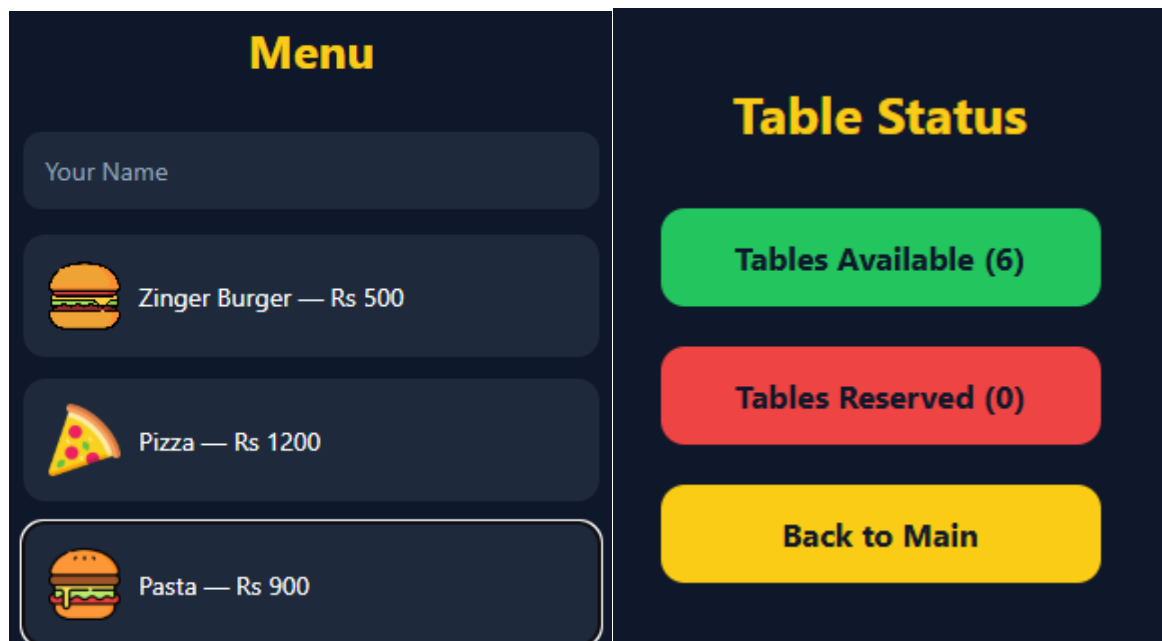 Menu
Your Name
Zinger Burger — Rs 500
Pizza — Rs 1200
Pasta — Rs 900
Table Status
Tables Available (6)
Tables Reserved (0)
Back to Main